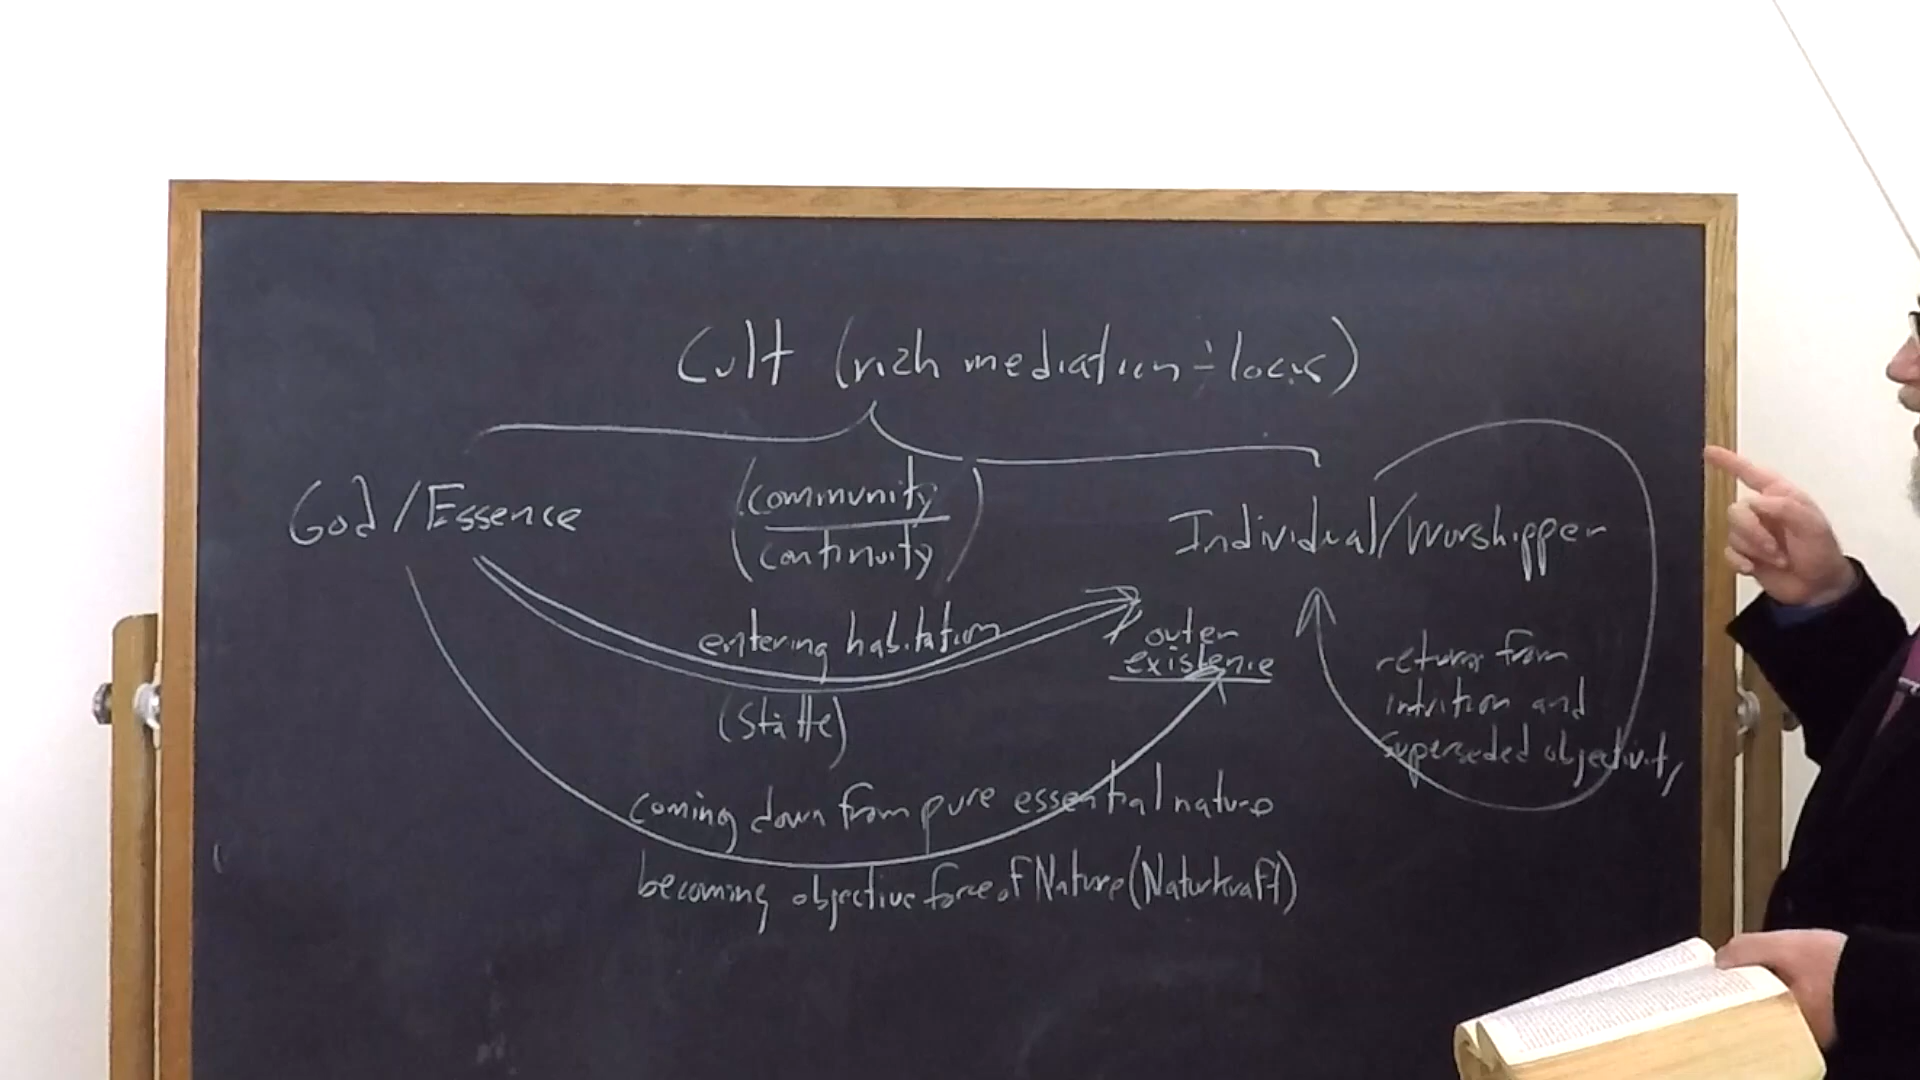 Cult (rich mediation - locus)
God/Essence
(community
continuity)
Individual/Worshipper
entering habitation
(Stätte)
outer
existence
return from
intuition and
superseded objectivity
coming down from pure essential nature
becoming objective force of Nature (Naturkraft)